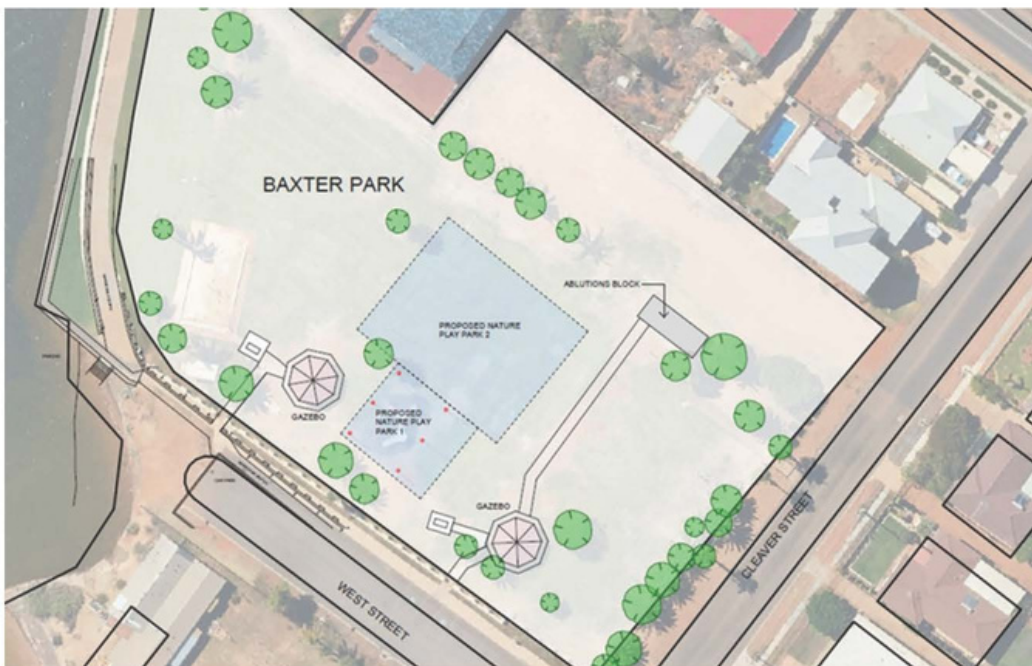 BAXTER PARK
ABLUTIONS BLOCK
PROPOSED NATURE
PLAY PARK 2
PROPOSED
NATURE PLAY
PARK 1
GAZEBO
GAZEBO
WEST STREET
CLEAVER STREET